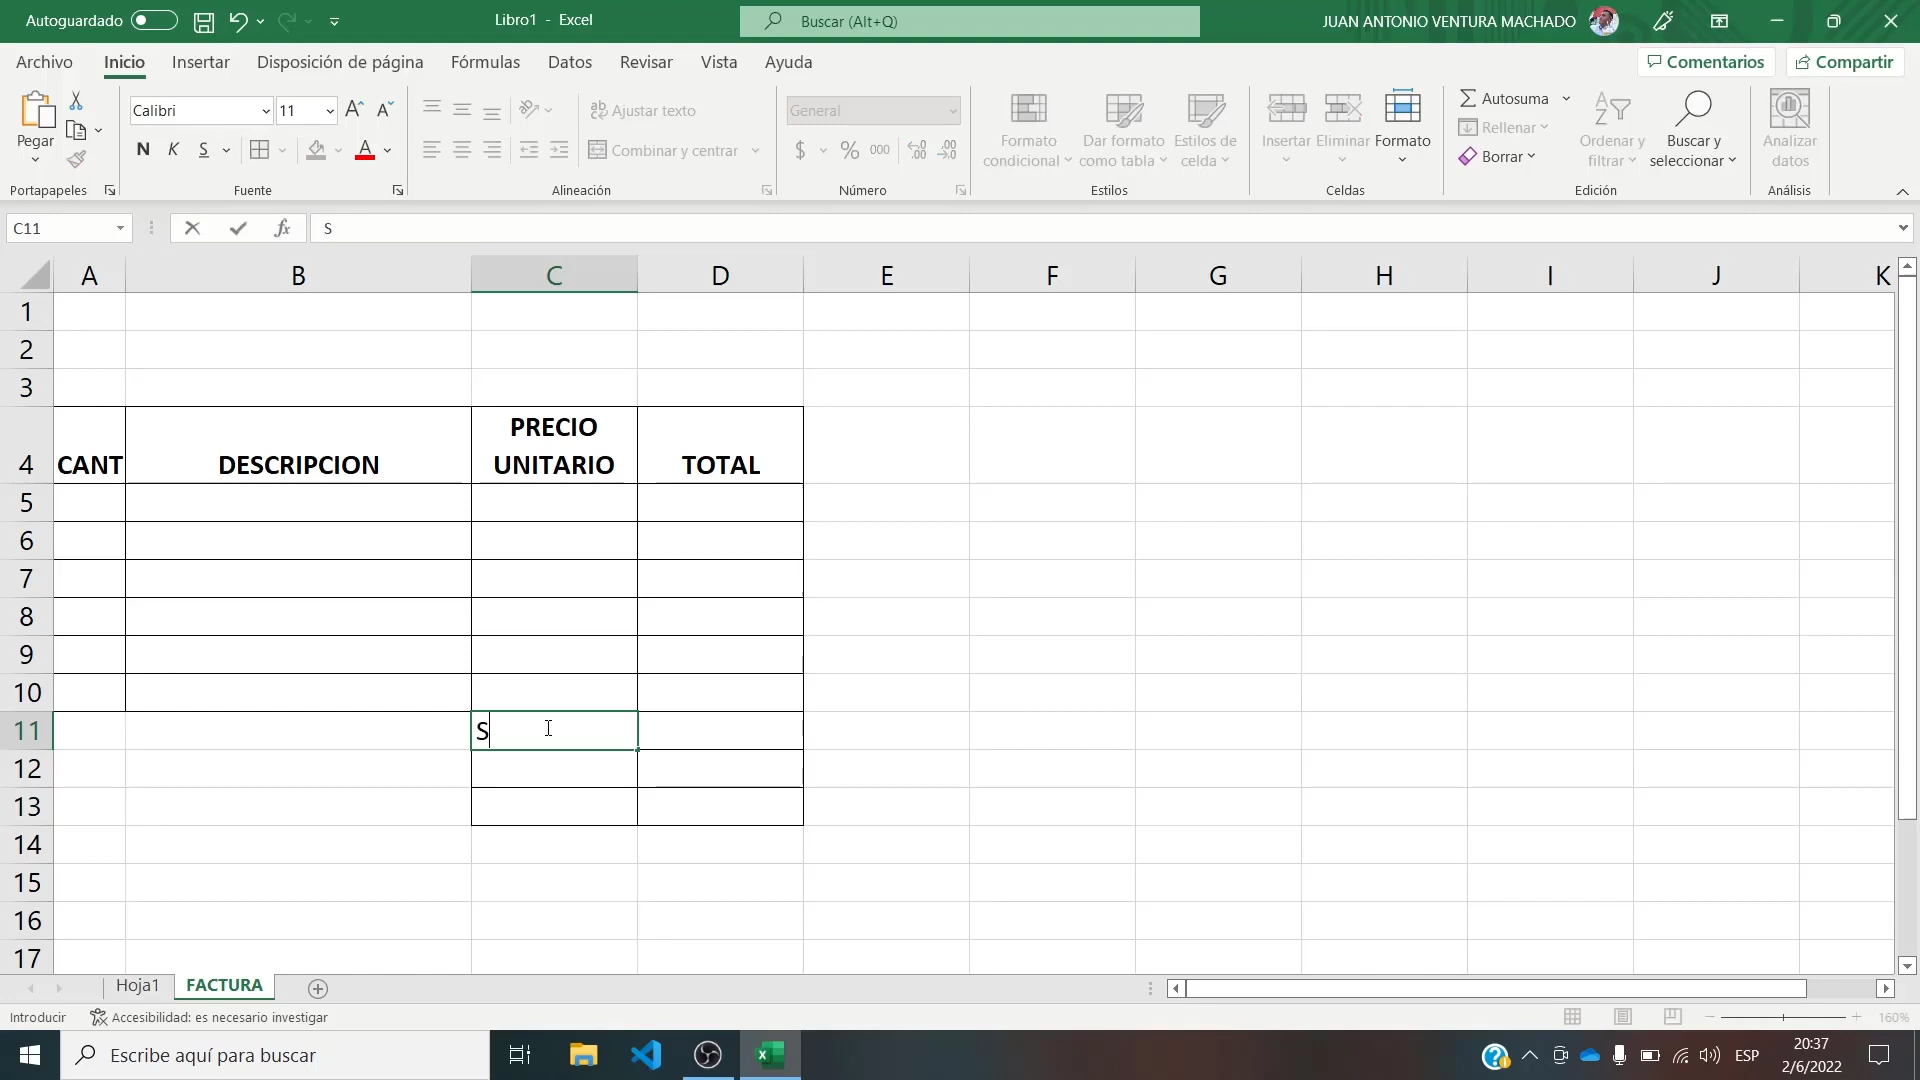 Autoguardado
Libro1 - Excel
Buscar (Alt+Q)
JUAN ANTONIO VENTURA MACHADO
Archivo
Inicio
Insertar
Disposición de página
Fórmulas
Datos
Revisar
Vista
Ayuda
Comentarios
Compartir
Pegar
Calibri
11
N K S
Ajustar texto
Combinar y centrar
General
$ % 000
Formato condicional
Dar formato como tabla
Estilos de celda
Insertar
Eliminar
Formato
Autosuma
Rellenar
Borrar
Ordenar y filtrar
Buscar y seleccionar
Analizar datos
Portapapeles
Fuente
Alineación
Número
Estilos
Celdas
Edición
Análisis
C11
fx
S
A B C D E F G H I J K
1
2
3
4 CANT DESCRIPCION PRECIO UNITARIO TOTAL
5
6
7
8
9
10
11 S
12
13
14
15
16
17
Hoja1
FACTURA
Introducir
Accesibilidad: es necesario investigar
160%
Escribe aquí para buscar
ESP
20:37
2/6/2022